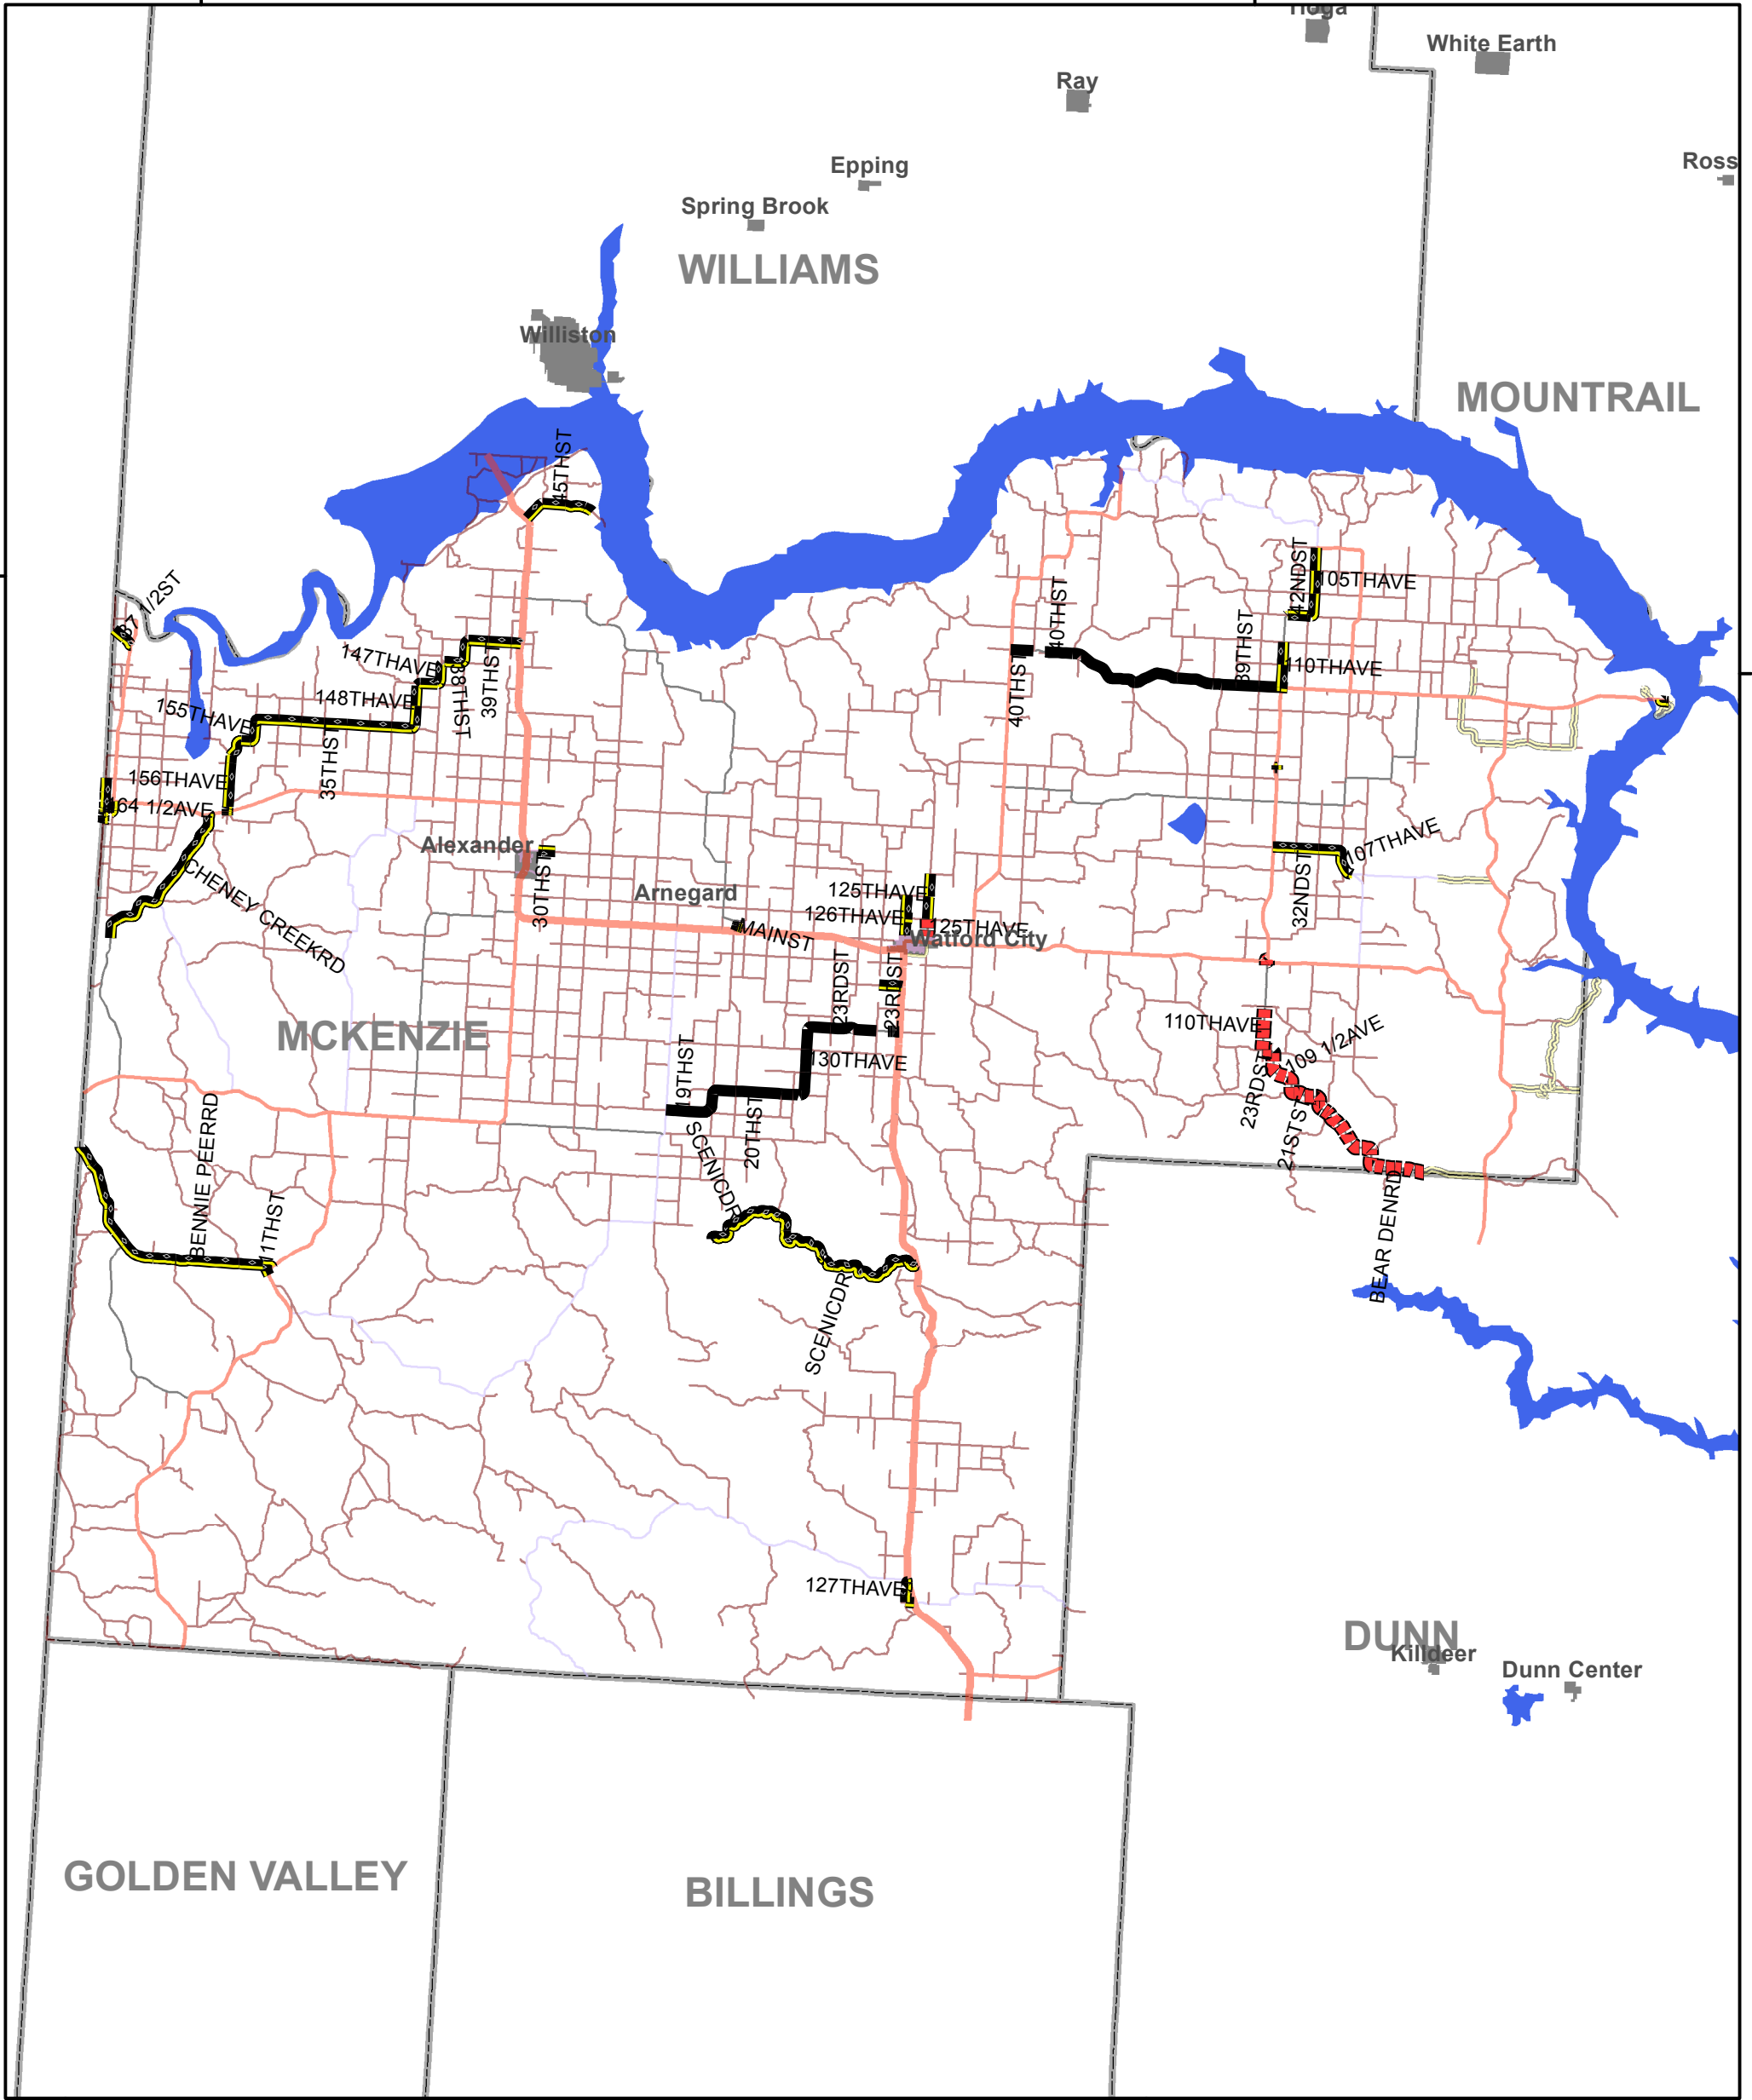 Tioga
White Earth
Ray
Ross
Epping
Spring Brook
WILLIAMS
Williston
MOUNTRAIL
45THST
42NDST
105THAVE
37 1/2ST
40THST
39THST
110THAVE
147THAVE
38THST
39THST
40THST
148THAVE
155THAVE
35THST
156THAVE
164 1/2AVE
Alexander
30THST
107THAVE
32NDST
CHENEY CREEKRD
Arnegard
125THAVE
126THAVE
125THAVE
MAINST
Watford City
23RDST
23RDST
MCKENZIE
110THAVE
109 1/2AVE
130THAVE
19THST
23RDST
20THST
21STST
SCENICDR
BENNIE PEERRD
11THST
BEAR DENRD
SCENICDR
127THAVE
DUNN
Killdeer
Dunn Center
GOLDEN VALLEY
BILLINGS